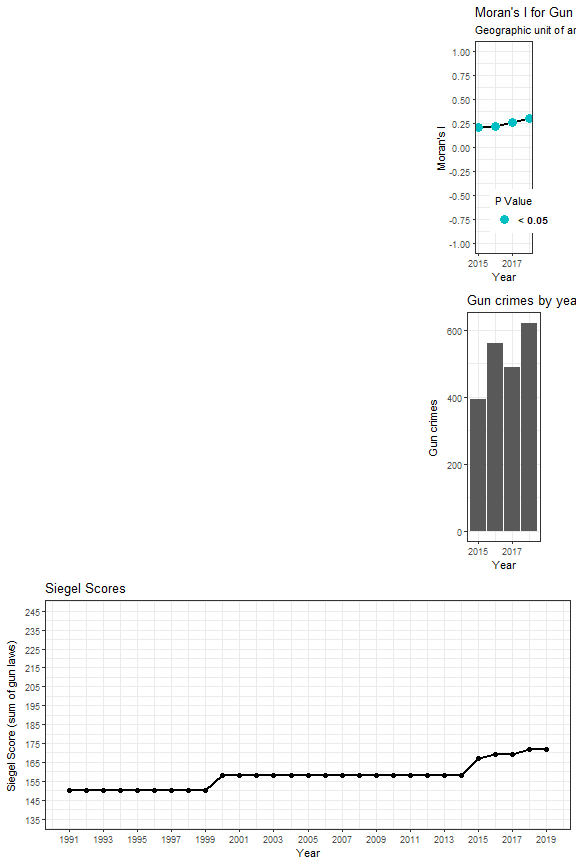 Moran's I for Gun
Geographic unit of
1.00
0.75
0.50
0.25
0.00
-0.25
-0.50
-0.75
-1.00
Moran's I
P Value
< 0.05
2015 2017
Year
Gun crimes by
600
400
200
0
Gun crimes
2015 2017
Year
Siegel Scores
245
235
225
215
205
195
185
175
165
155
145
135
Siegel Score (sum of gun laws)
1991 1993 1995 1997 1999 2001 2003 2005 2007 2009 2011 2013 2015 2017 2019
Year